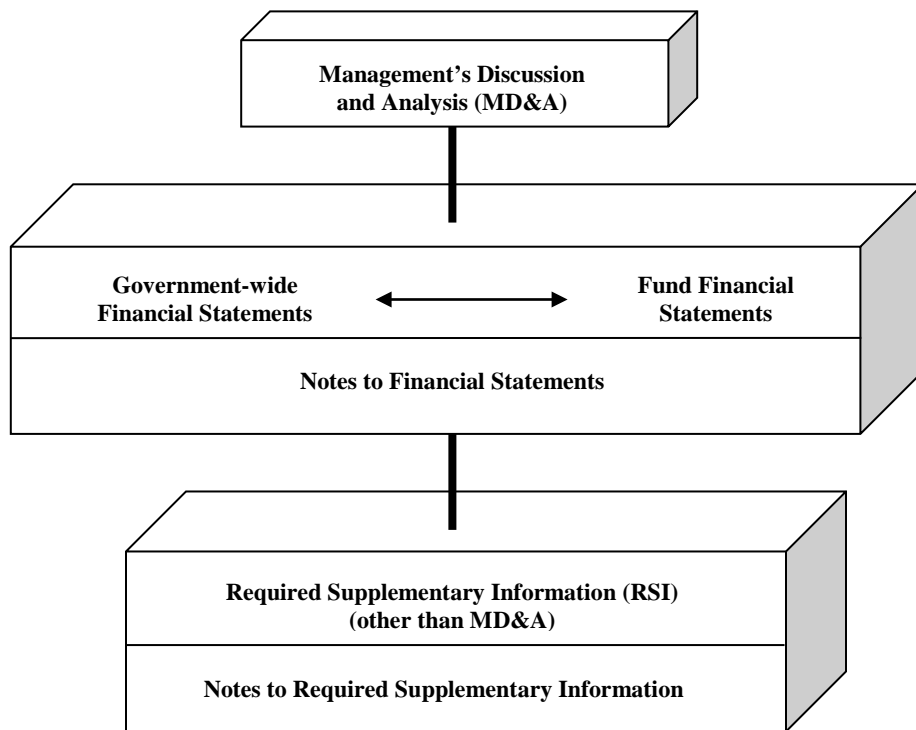 Management’s Discussion
and Analysis (MD&A)
Government-wide
Financial Statements
Fund Financial
Statements
Notes to Financial Statements
Required Supplementary Information (RSI)
(other than MD&A)
Notes to Required Supplementary Information